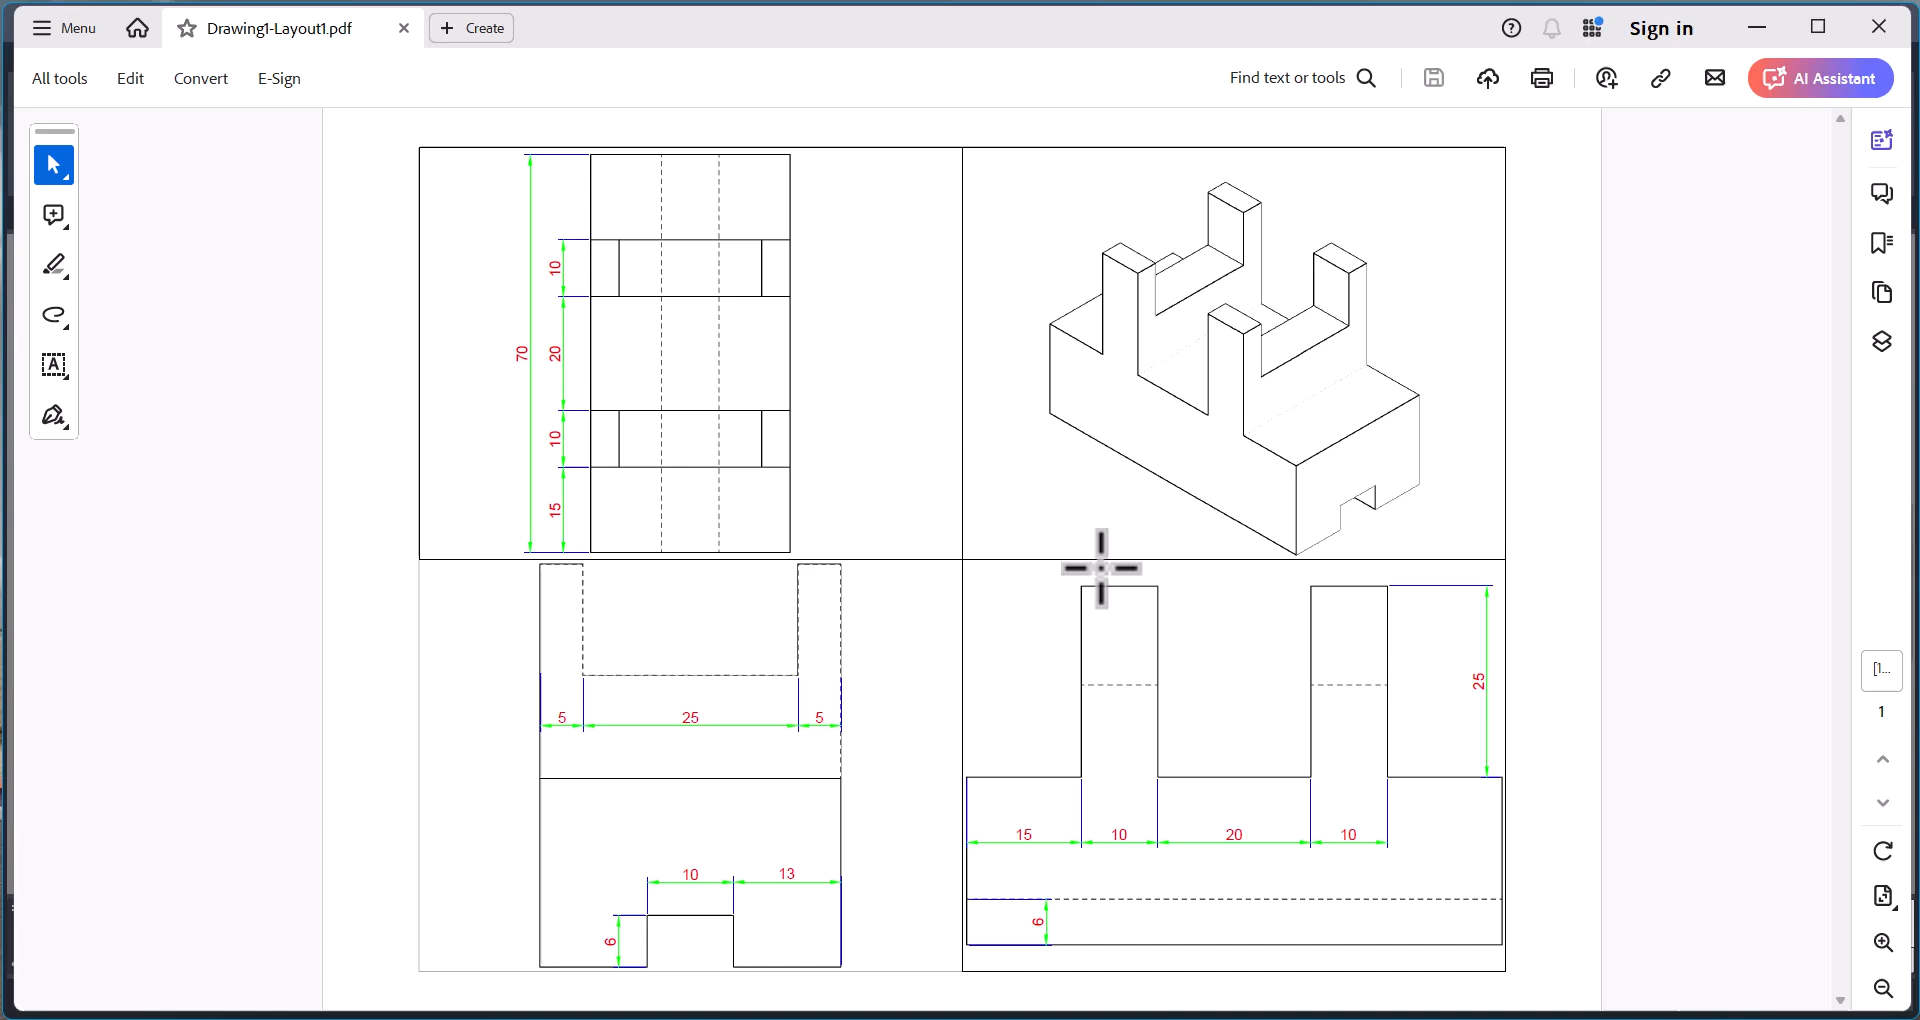 Menu
Drawing1-Layout1.pdf
Create
Sign in
All tools
Edit
Convert
E-Sign
Find text or tools
AI Assistant
10
70
20
10
15
5
25
5
10
13
6
25
15
10
20
10
6
[1...
1